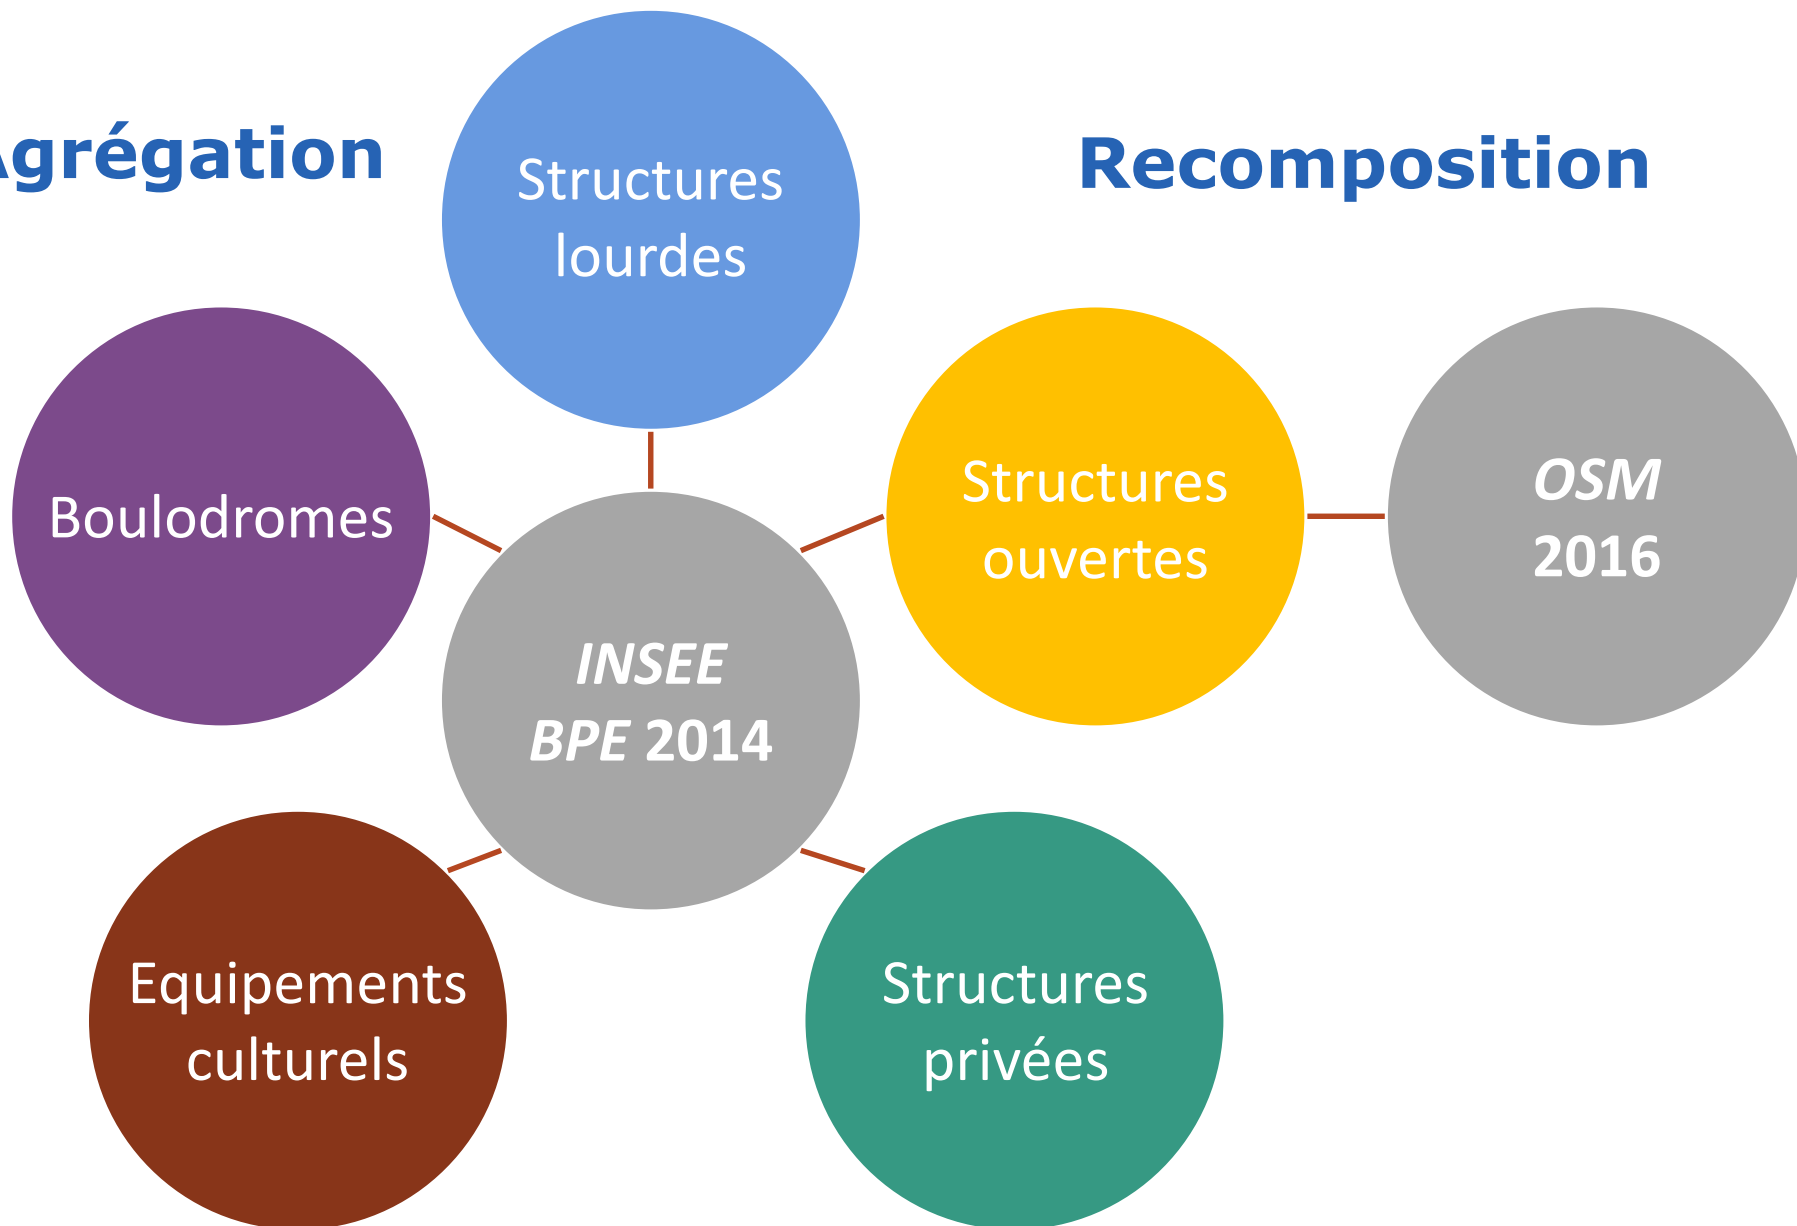 Agrégation
Recomposition
Structures
lourdes
Boulodromes
Structures
ouvertes
OSM
2016
INSEE
BPE 2014
Equipements
culturels
Structures
privées